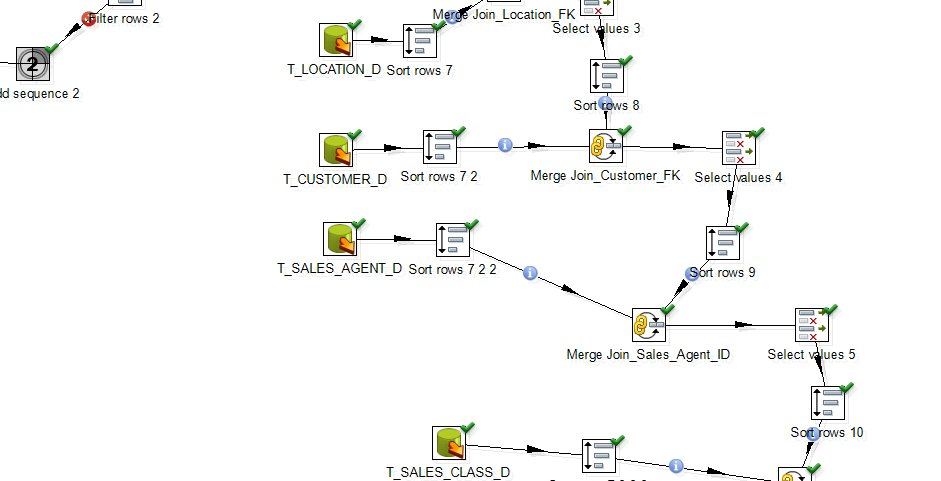 Filter rows 2
Merge Join_Location_FK
Select values 3
2
T_LOCATION_D
Sort rows 7
dd sequence 2
Sort rows 8
T_CUSTOMER_D
Sort rows 7 2
Merge Join_Customer_FK
Select values 4
T_SALES_AGENT_D
Sort rows 7 2 2
Sort rows 9
Merge Join_Sales_Agent_ID
Select values 5
Sort rows 10
T_SALES_CLASS_D